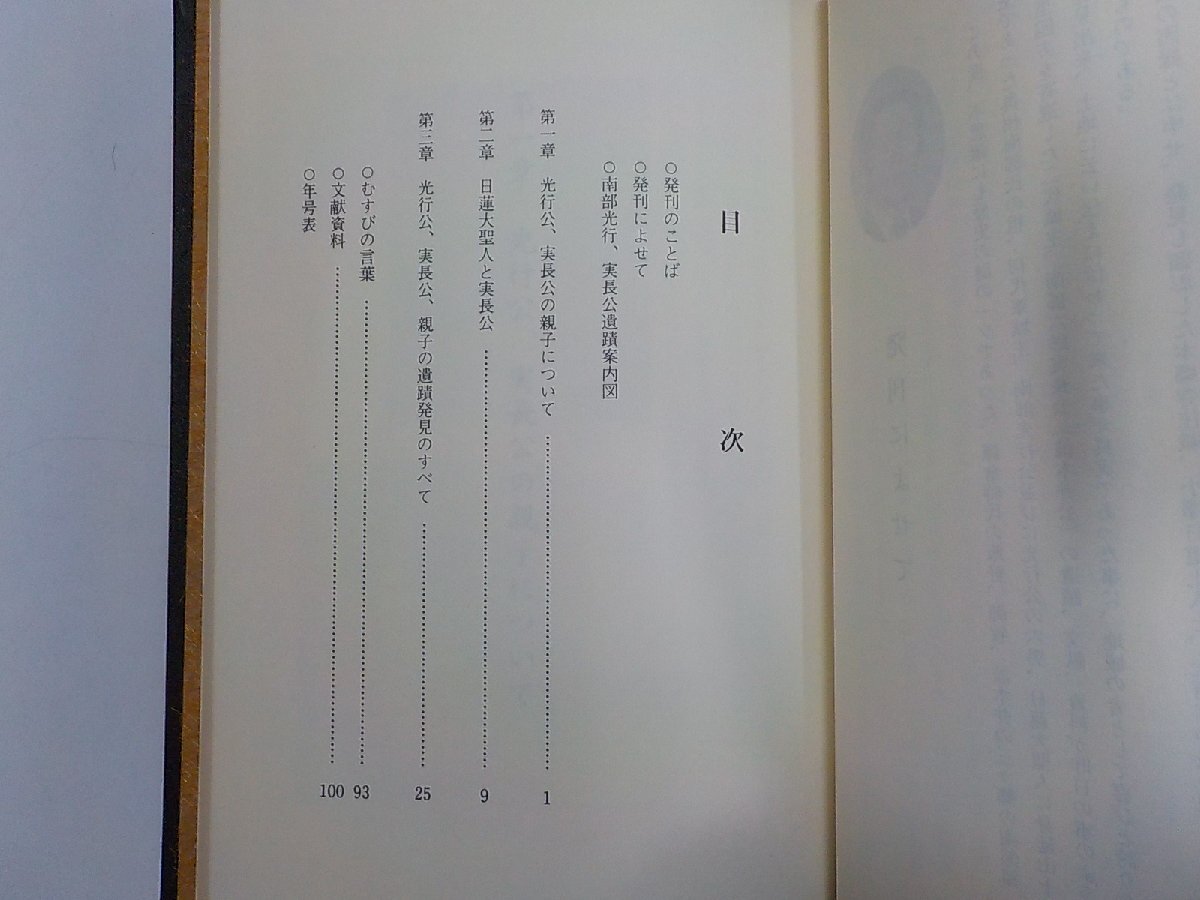 目次
○発刊のことば
○発刊によせて
○南部光行、実長公遺蹟案内図
第一章 光行公、実長公の親子について……………… 1
第二章 日蓮大聖人と実長公……………… 9
第三章 光行公、実長公、親子の遺蹟発見のすべて……………… 25
○むすびの言葉……………… 93
○文献資料……………… 100
○年号表